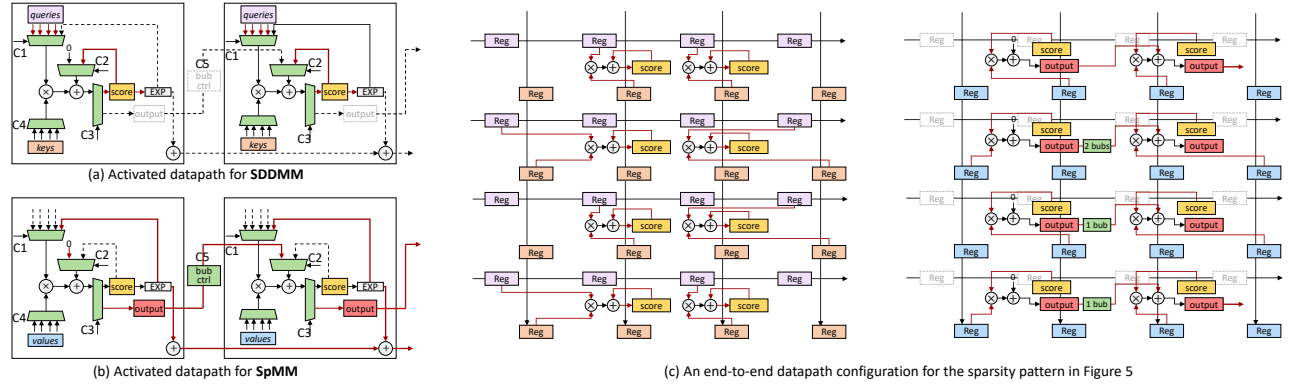 queries
C1
0
C2
C5
bub
ctrl
score
EXP
output
C4
C3
keys
queries
C1
0
C2
score
EXP
output
C3
keys
(a) Activated datapath for SDDMM
C1
0
C2
C5
bub
ctrl
score
EXP
output
C4
C3
values
C1
0
C2
score
EXP
output
C3
values
(b) Activated datapath for SpMM
Reg Reg Reg Reg
score score
Reg Reg Reg Reg
Reg Reg Reg Reg
score score
Reg Reg Reg Reg
Reg Reg Reg Reg
score score
Reg Reg Reg Reg
Reg Reg Reg Reg
score score
Reg Reg Reg Reg
Reg Reg Reg Reg
0 score score
output output
Reg Reg Reg Reg
Reg Reg Reg Reg
0 score score
output 2 bubs output
Reg Reg Reg Reg
Reg Reg Reg Reg
0 score score
output 1 bub output
Reg Reg Reg Reg
Reg Reg Reg Reg
0 score score
output 1 bub output
Reg Reg Reg Reg
(c) An end-to-end datapath configuration for the sparsity pattern in Figure 5